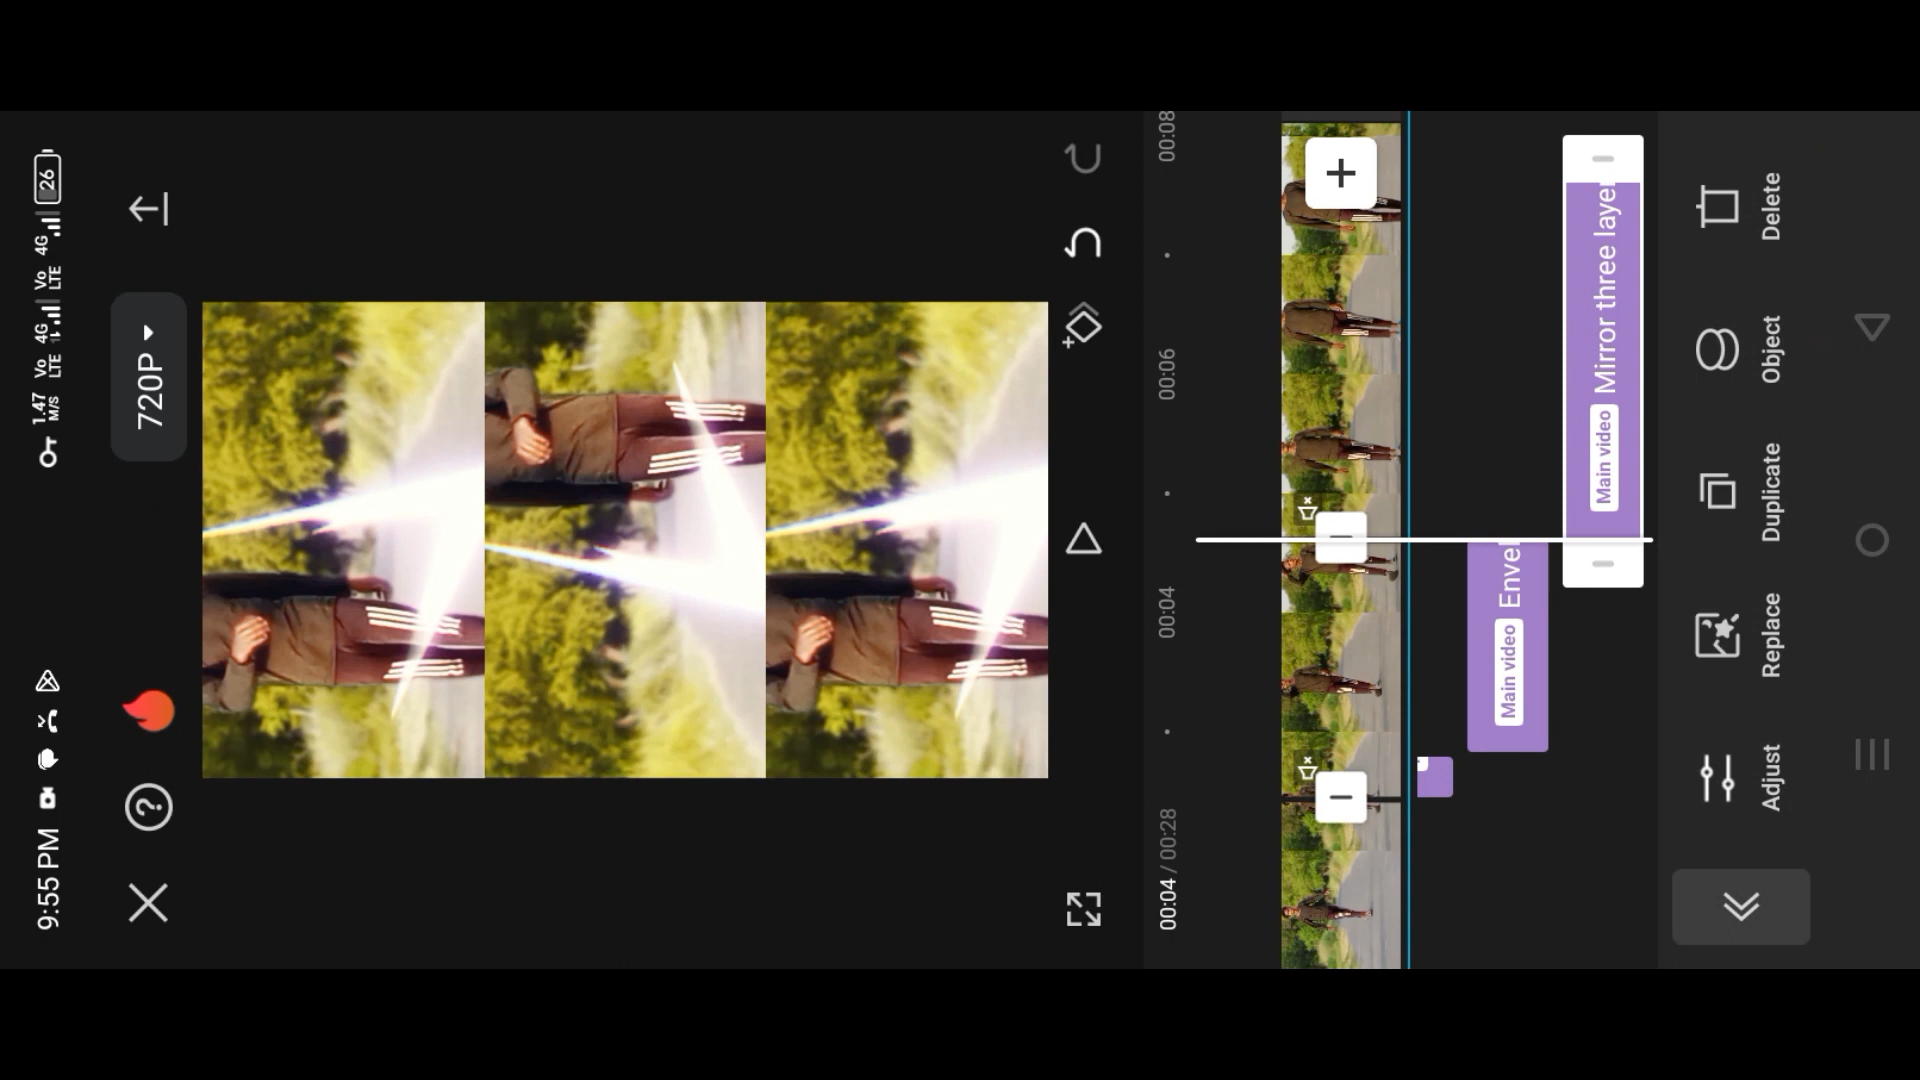 9:55 PM
1.47 M/S Vo LTE 4G Vo LTE 4G 26
720P
00:04 / 00:28
00:04
00:06
00:08
Main video Enve
Main video Mirror three layer
Adjust
Replace
Duplicate
Object
Delete